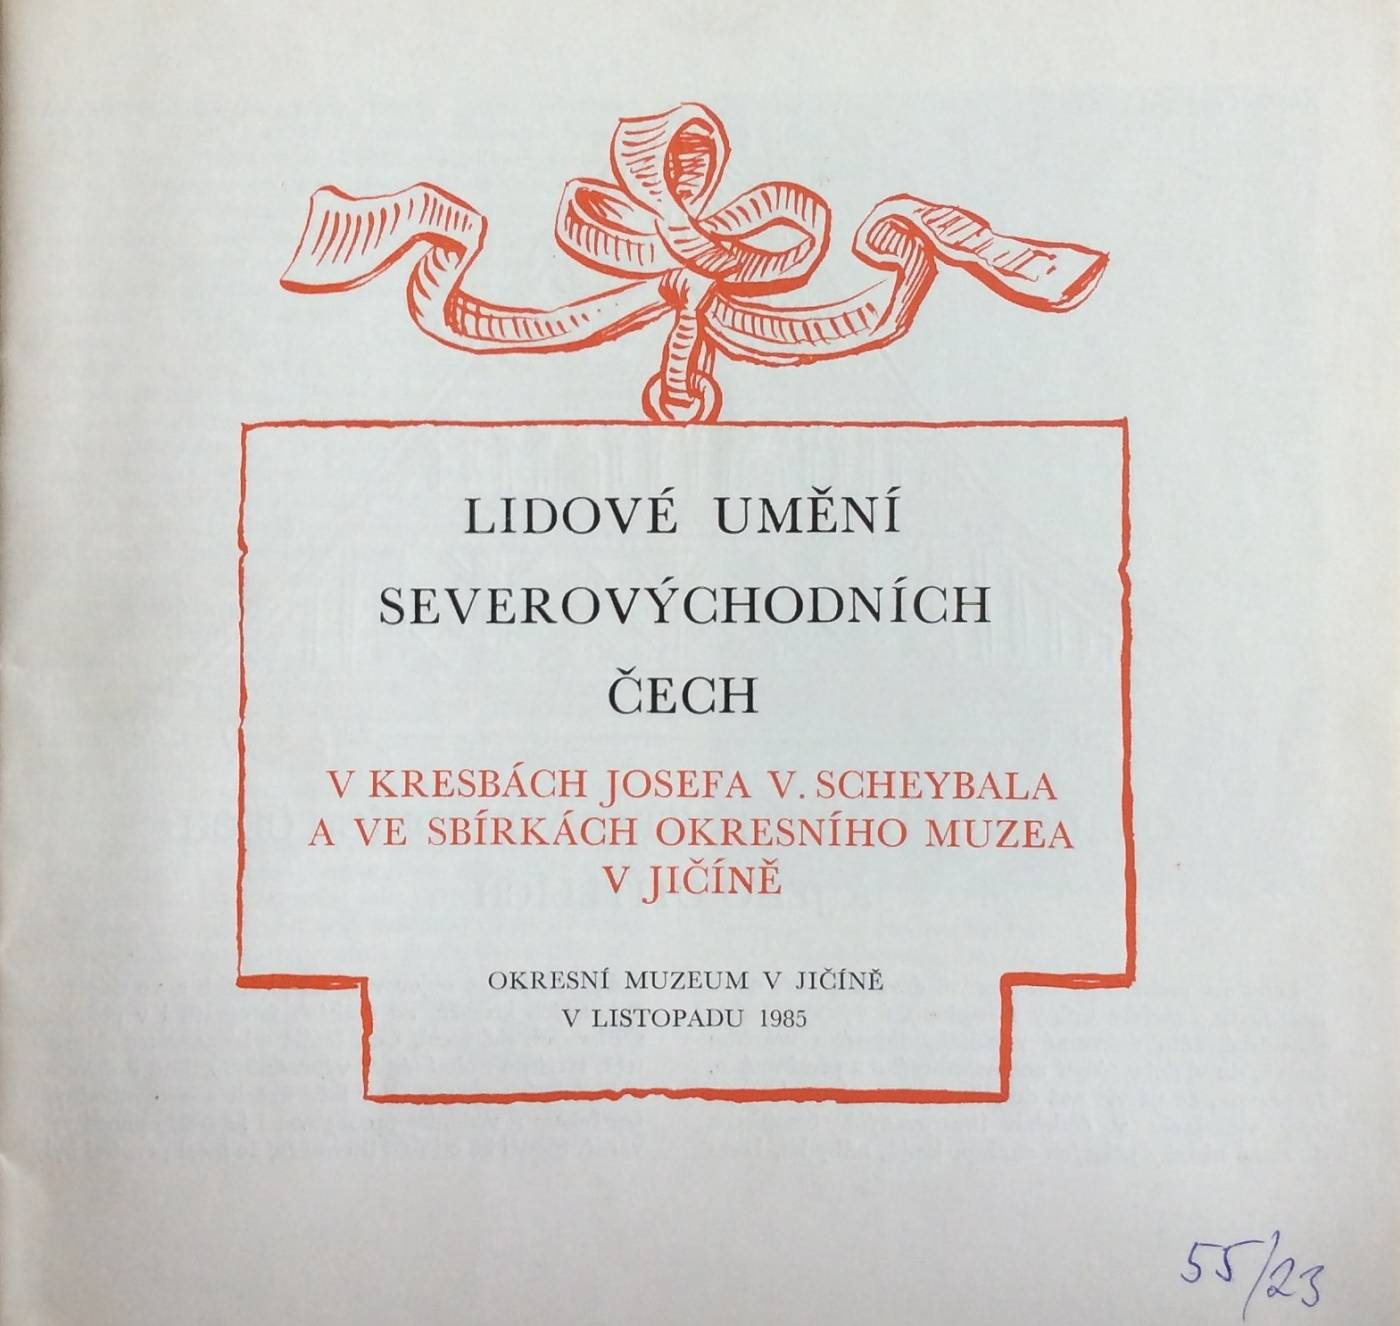 LIDOVÉ UMĚNÍ
SEVEROVÝCHODNÍCH
ČECH
V KRESBÁCH JOSEFA V. SCHEYBALA
A VE SBÍRKÁCH OKRESNÍHO MUZEA
V JIČÍNĚ
OKRESNÍ MUZEUM V JIČÍNĚ
V LISTOPADU 1985
55/23